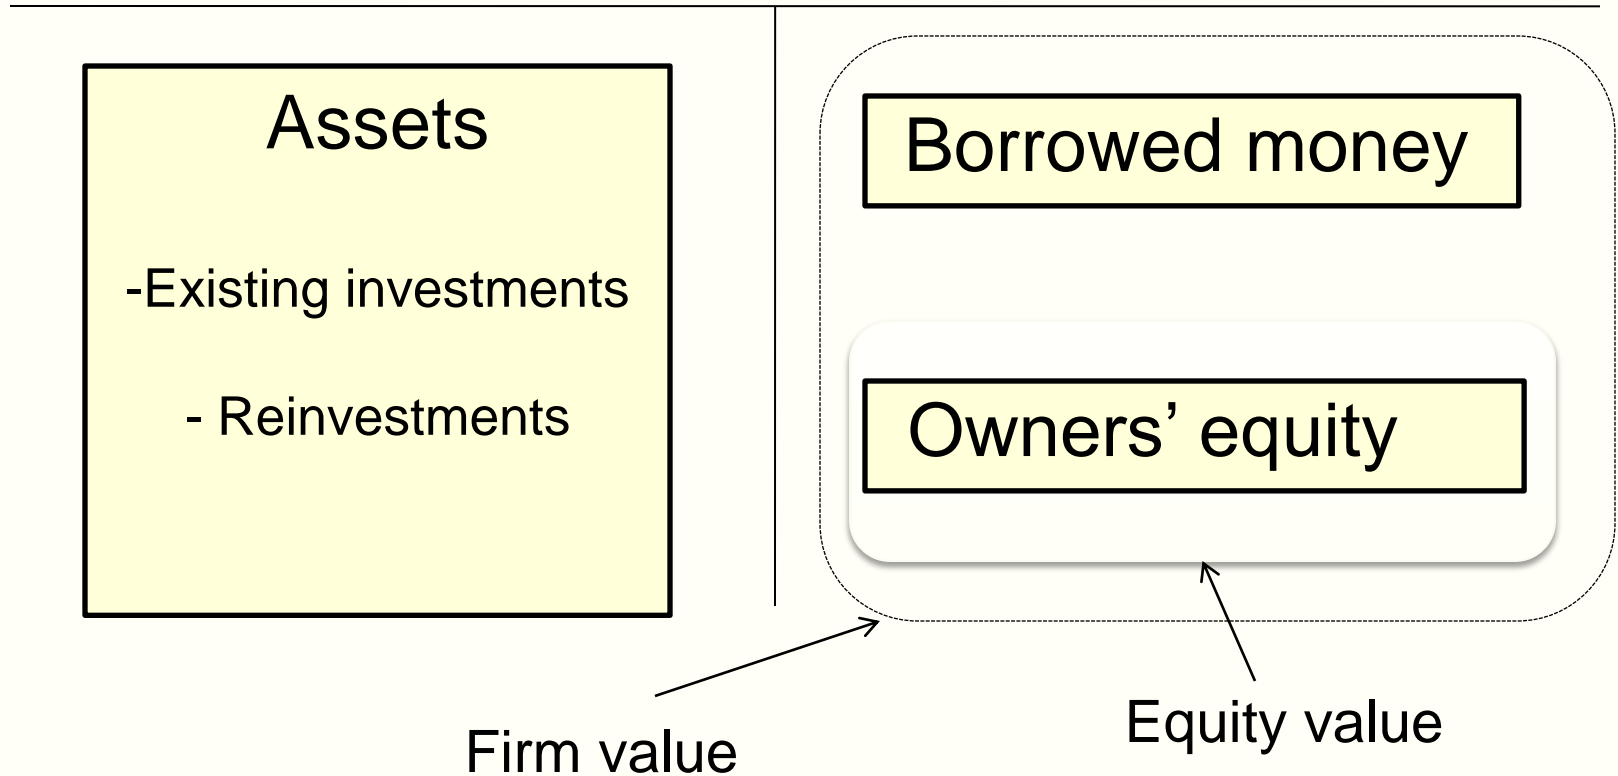 Assets
-Existing investments
- Reinvestments
Borrowed money
Owners’ equity
Firm value
Equity value